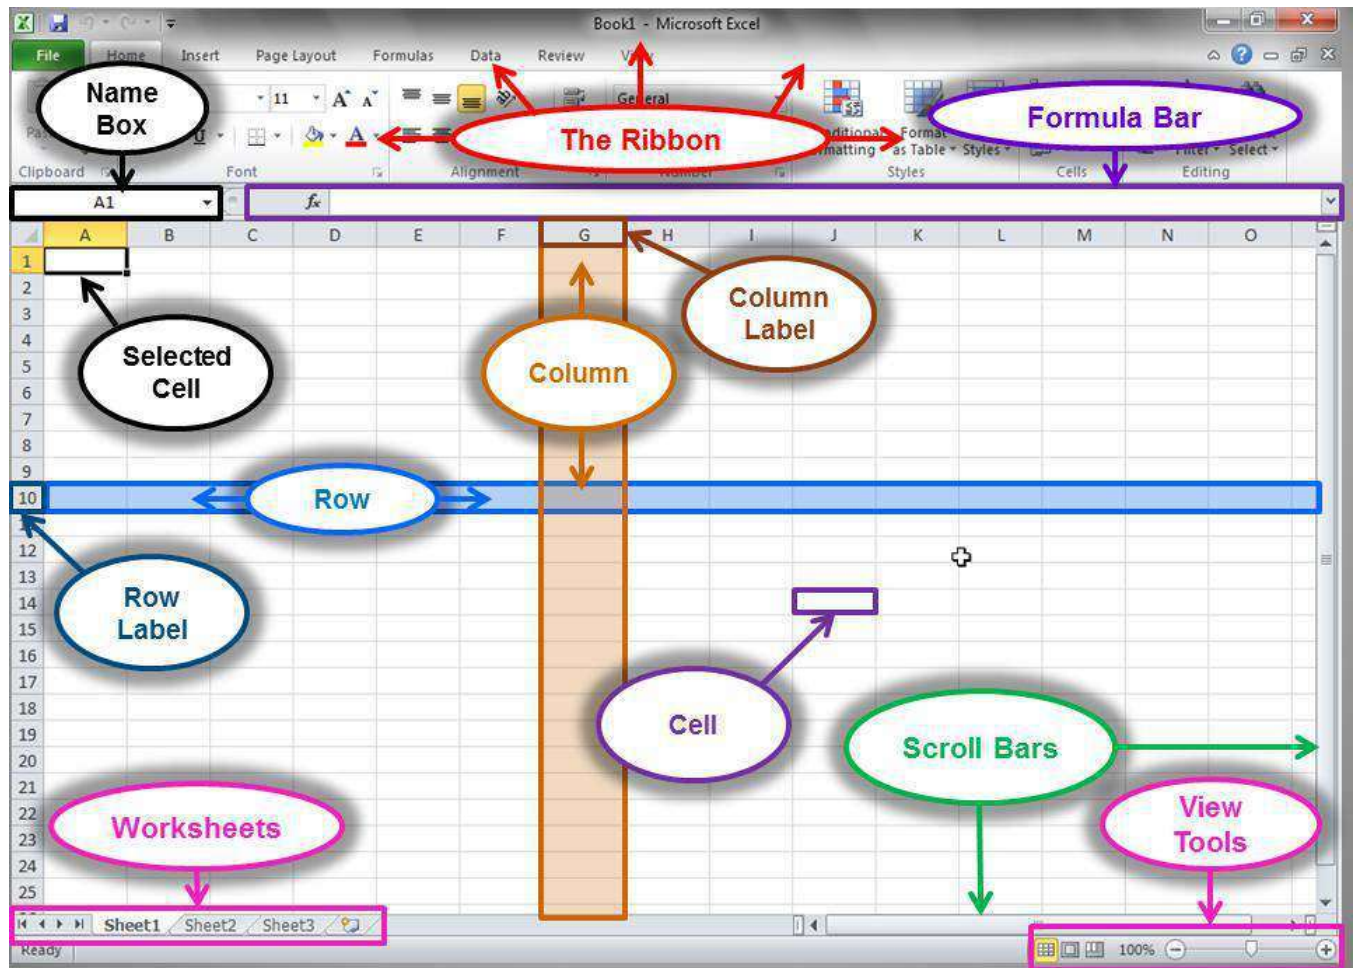 Book1 - Microsoft Excel
File Home Insert Page Layout Formulas Data Review
Name
Box
11 A A General
The Ribbon
Formula Bar
Format
as Table Styles Filter Select
Clipboard Font Alignment Number Styles Cells Editing
A1 fx
A B C D E F G H I J K L M N O
1
2
3
4
5
6
7
8
9
10
12
13
14
15
16
17
18
19
20
21
22
23
24
25
Column
Label
Selected
Cell
Column
Row
Row
Label
Cell
Scroll Bars
View
Tools
Worksheets
Sheet1 Sheet2 Sheet3
Ready 100%